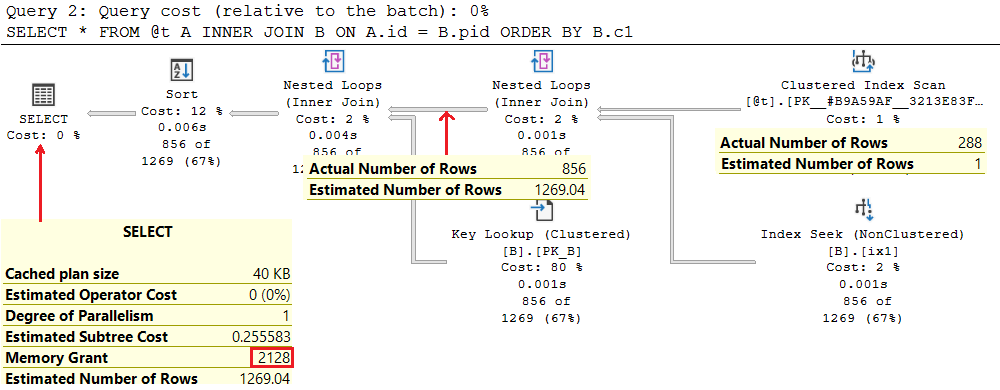 Query 2: Query cost (relative to the batch): 0%
SELECT * FROM @t A INNER JOIN B ON A.id = B.pid ORDER BY B.c1
SELECT
Cost: 0 %
Sort
Cost: 12 %
0.006s
856 of
1269 (67%)
Nested Loops
(Inner Join)
Cost: 2 %
0.004s
856 of
Nested Loops
(Inner Join)
Cost: 2 %
0.001s
856 of
Clustered Index Scan
[@t].[PK__#B9A59AF__3213E83F…
Cost: 1 %
Actual Number of Rows 288
Estimated Number of Rows 1
Actual Number of Rows 856
Estimated Number of Rows 1269.04
Key Lookup (Clustered)
[B].[PK_B]
Cost: 80 %
0.001s
856 of
1269 (67%)
Index Seek (NonClustered)
[B].[ix1]
Cost: 2 %
0.001s
856 of
1269 (67%)
SELECT
Cached plan size 40 KB
Estimated Operator Cost 0 (0%)
Degree of Parallelism 1
Estimated Subtree Cost 0.255583
Memory Grant 2128
Estimated Number of Rows 1269.04